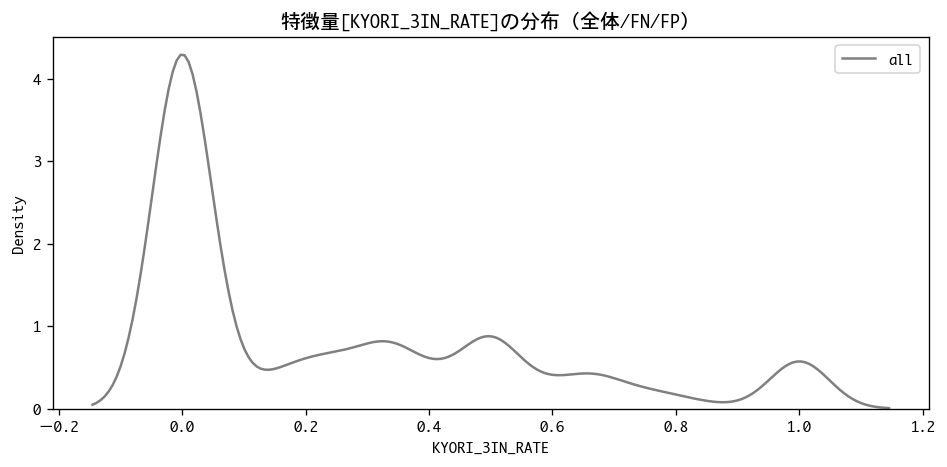 特徴量[KYORI_3IN_RATE]の分布（全体/FN/FP）
all
Density
4
3
2
1
0
−0.2 0.0 0.2 0.4 0.6 0.8 1.0 1.2
KYORI_3IN_RATE